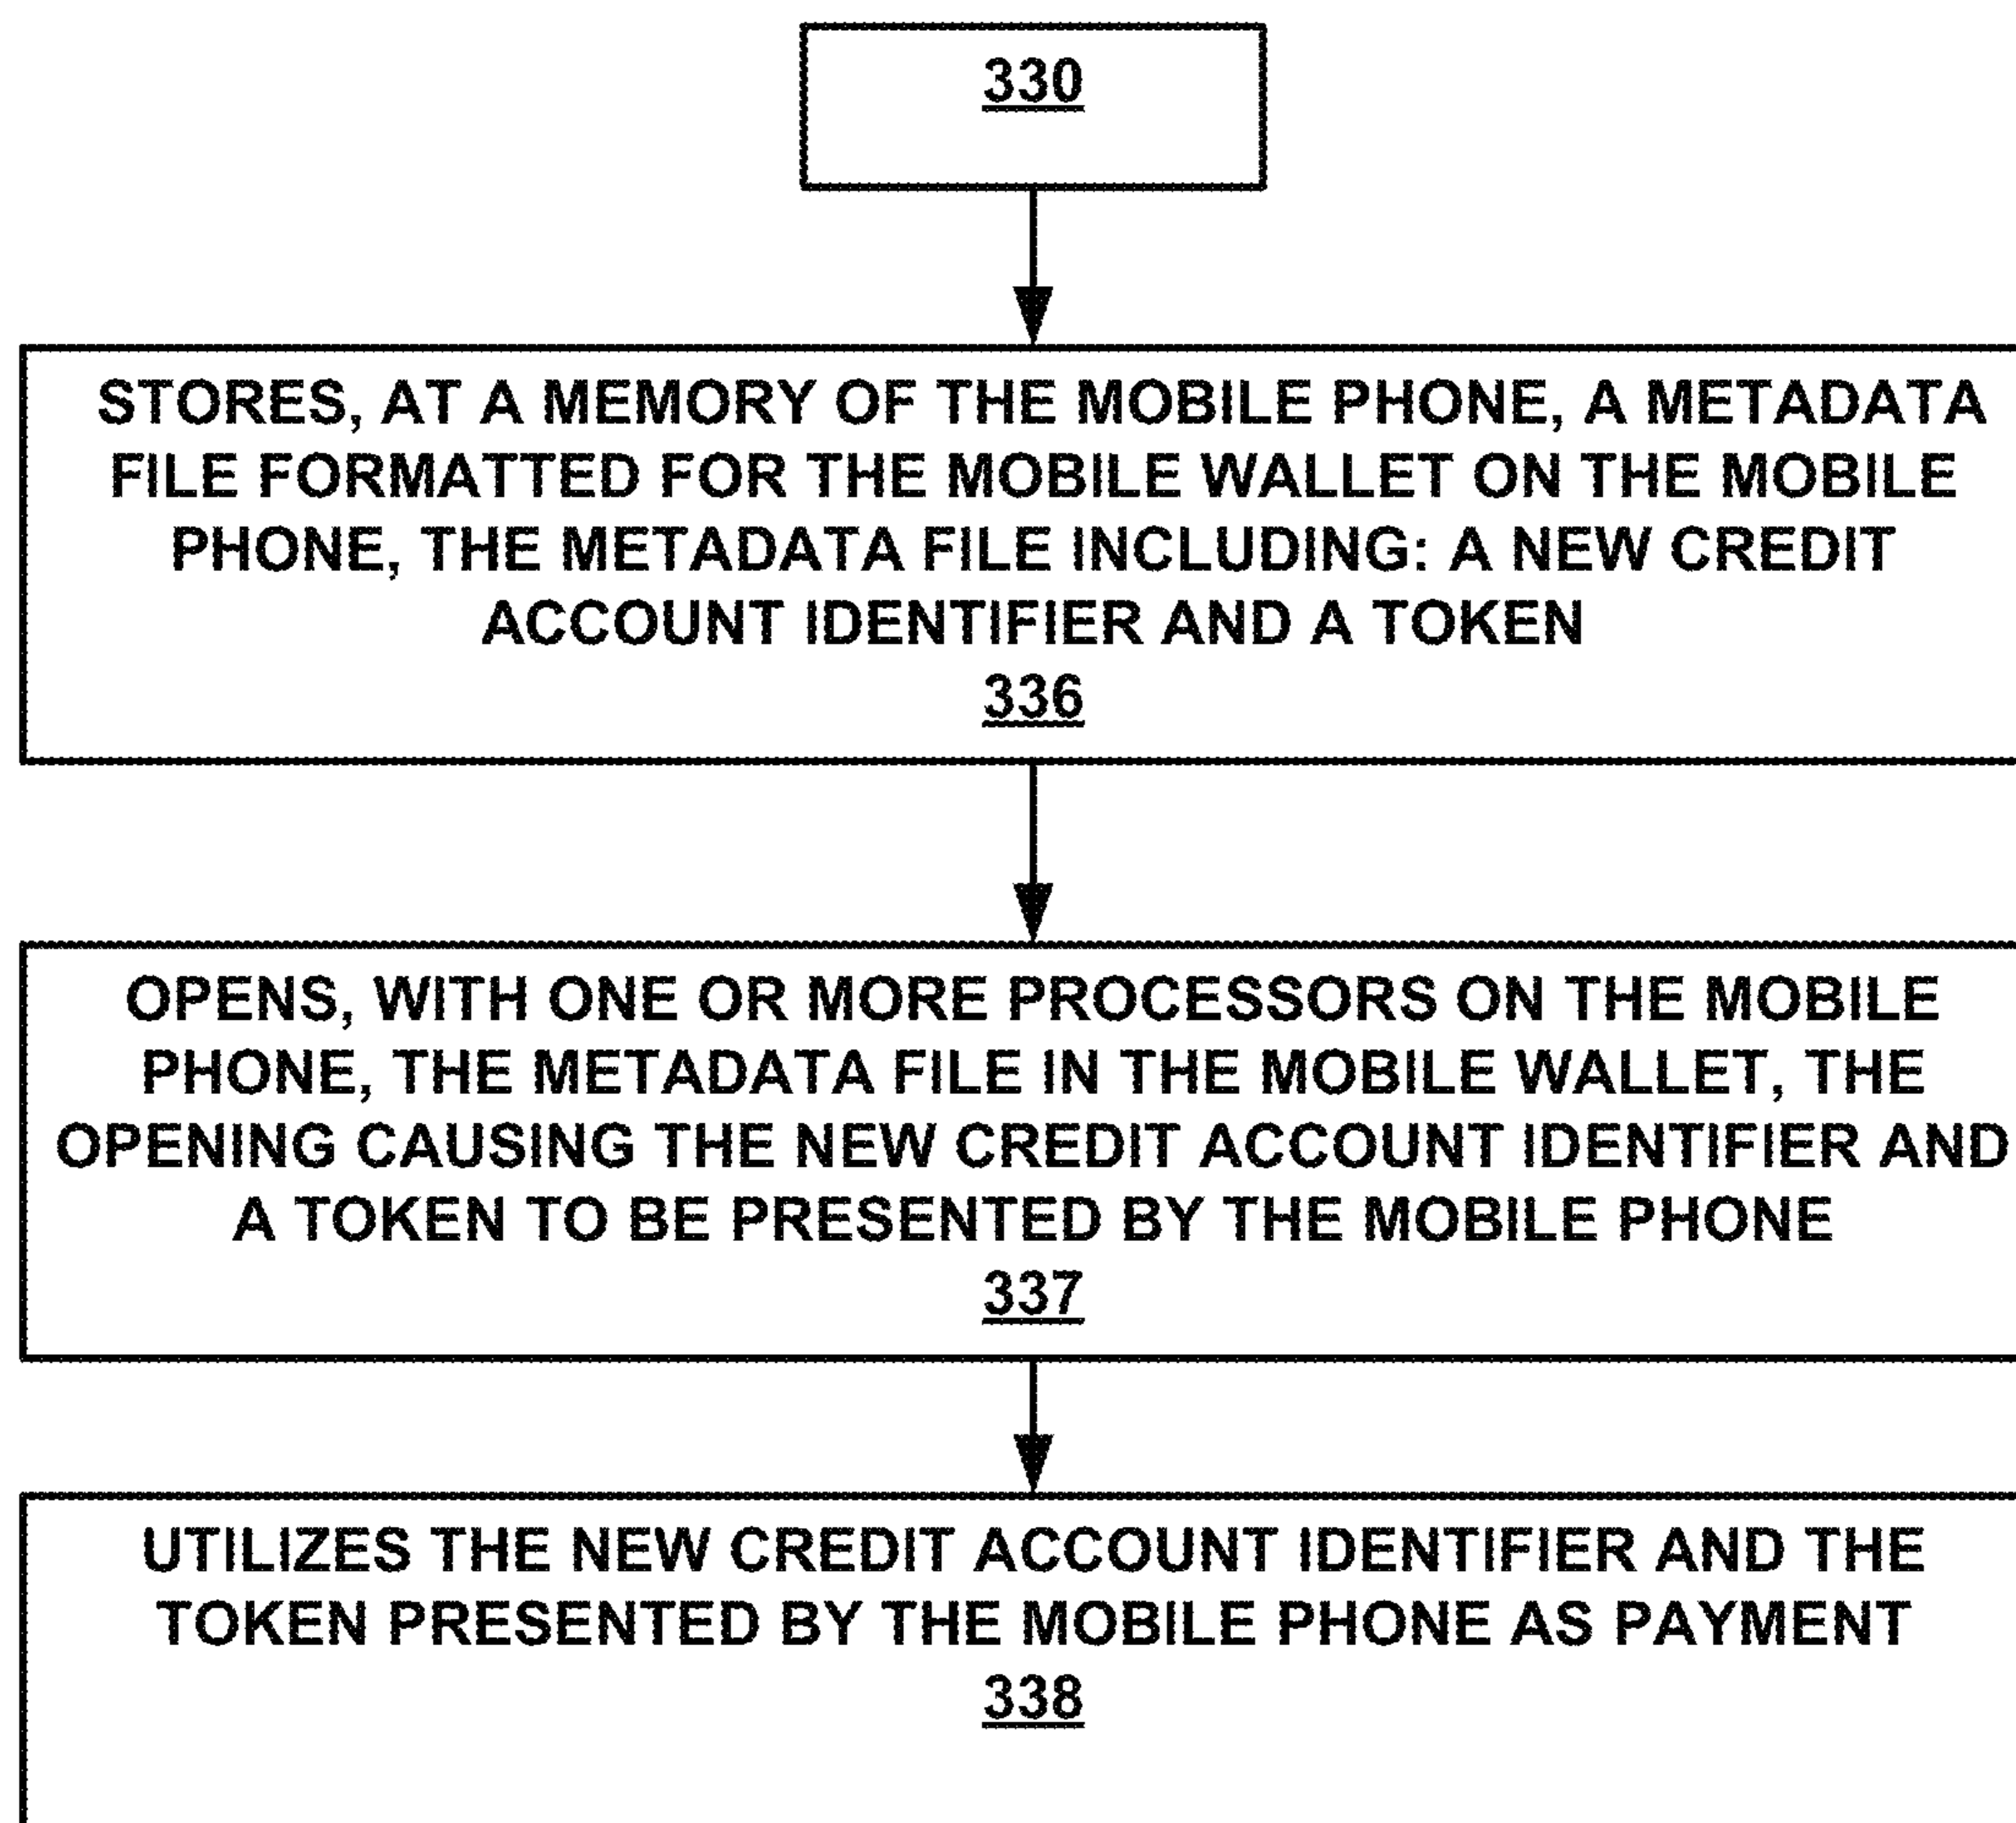 330
STORES, AT A MEMORY OF THE MOBILE PHONE, A METADATA
FILE FORMATTED FOR THE MOBILE WALLET ON THE MOBILE
PHONE, THE METADATA FILE INCLUDING: A NEW CREDIT
ACCOUNT IDENTIFIER AND A TOKEN
336
OPENS, WITH ONE OR MORE PROCESSORS ON THE MOBILE
PHONE, THE METADATA FILE IN THE MOBILE WALLET, THE
OPENING CAUSING THE NEW CREDIT ACCOUNT IDENTIFIER AND
A TOKEN TO BE PRESENTED BY THE MOBILE PHONE
337
UTILIZES THE NEW CREDIT ACCOUNT IDENTIFIER AND THE
TOKEN PRESENTED BY THE MOBILE PHONE AS PAYMENT
338